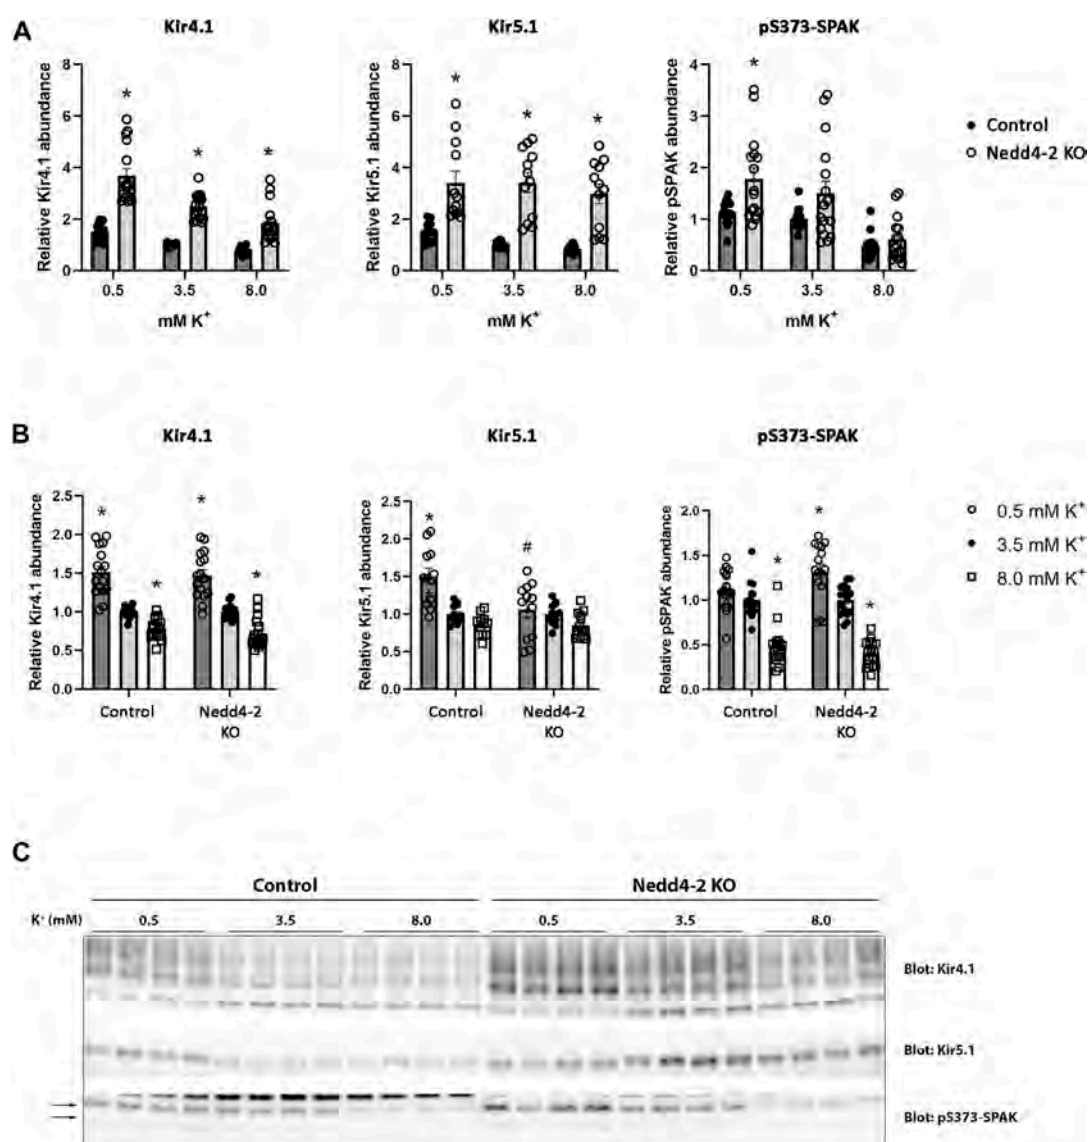 A
Kir4.1
Kir5.1
pS373-SPAK
Relative Kir4.1 abundance
8
6
4
2
0
* * *
0.5 3.5 8.0
mM K⁺
Relative Kir5.1 abundance
8
6
4
2
0
* * *
0.5 3.5 8.0
mM K⁺
Relative pSPAK abundance
4
3
2
1
0
*
0.5 3.5 8.0
mM K⁺
Control
Nedd4-2 KO
B
Kir4.1
Kir5.1
pS373-SPAK
Relative Kir4.1 abundance
2.5
2.0
1.5
1.0
0.5
0.0
* * * *
Control Nedd4-2
KO
Relative Kir5.1 abundance
2.5
2.0
1.5
1.0
0.5
0.0
* #
Control Nedd4-2
KO
Relative pSPAK abundance
2.0
1.5
1.0
0.5
0.0
* * *
Control Nedd4-2
KO
0.5 mM K⁺
3.5 mM K⁺
8.0 mM K⁺
C
Control Nedd4-2 KO
K⁺ (mM) 0.5 3.5 8.0 0.5 3.5 8.0
Blot: Kir4.1
Blot: Kir5.1
Blot: pS373-SPAK